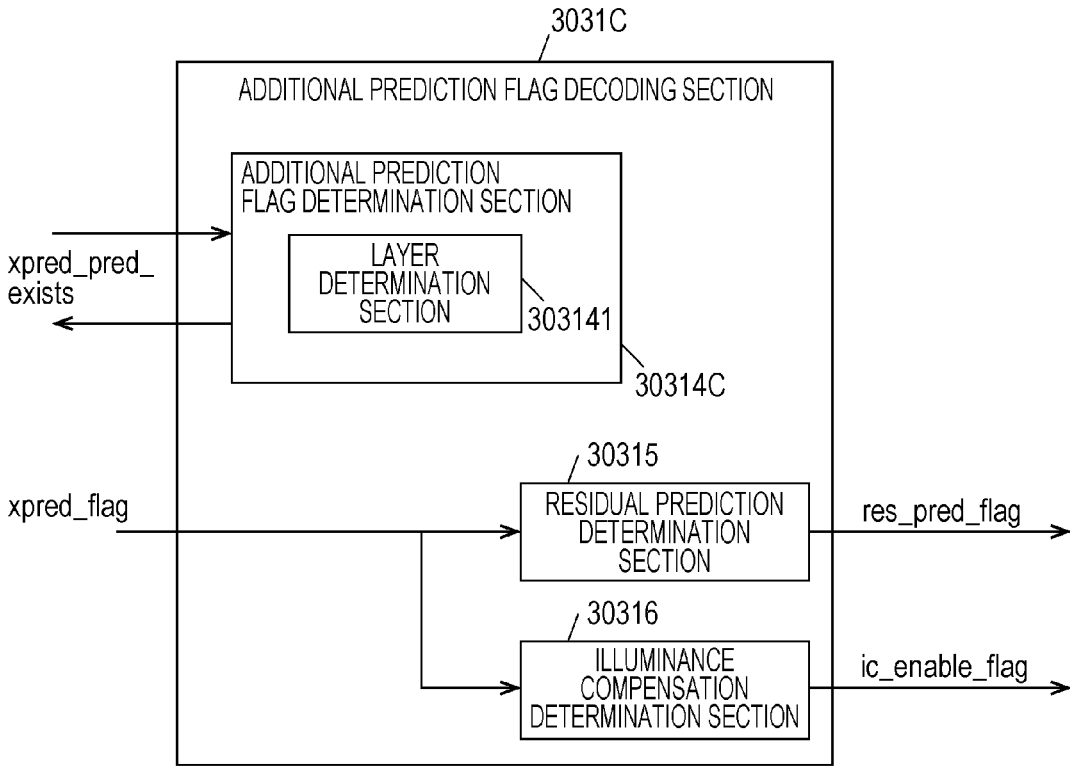 3031C
ADDITIONAL PREDICTION FLAG DECODING SECTION
ADDITIONAL PREDICTION
FLAG DETERMINATION SECTION
LAYER
DETERMINATION
SECTION
303141
30314C
xpred_pred_
exists
30315
xpred_flag
RESIDUAL PREDICTION
DETERMINATION
SECTION
res_pred_flag
30316
ILLUMINANCE
COMPENSATION
DETERMINATION SECTION
ic_enable_flag